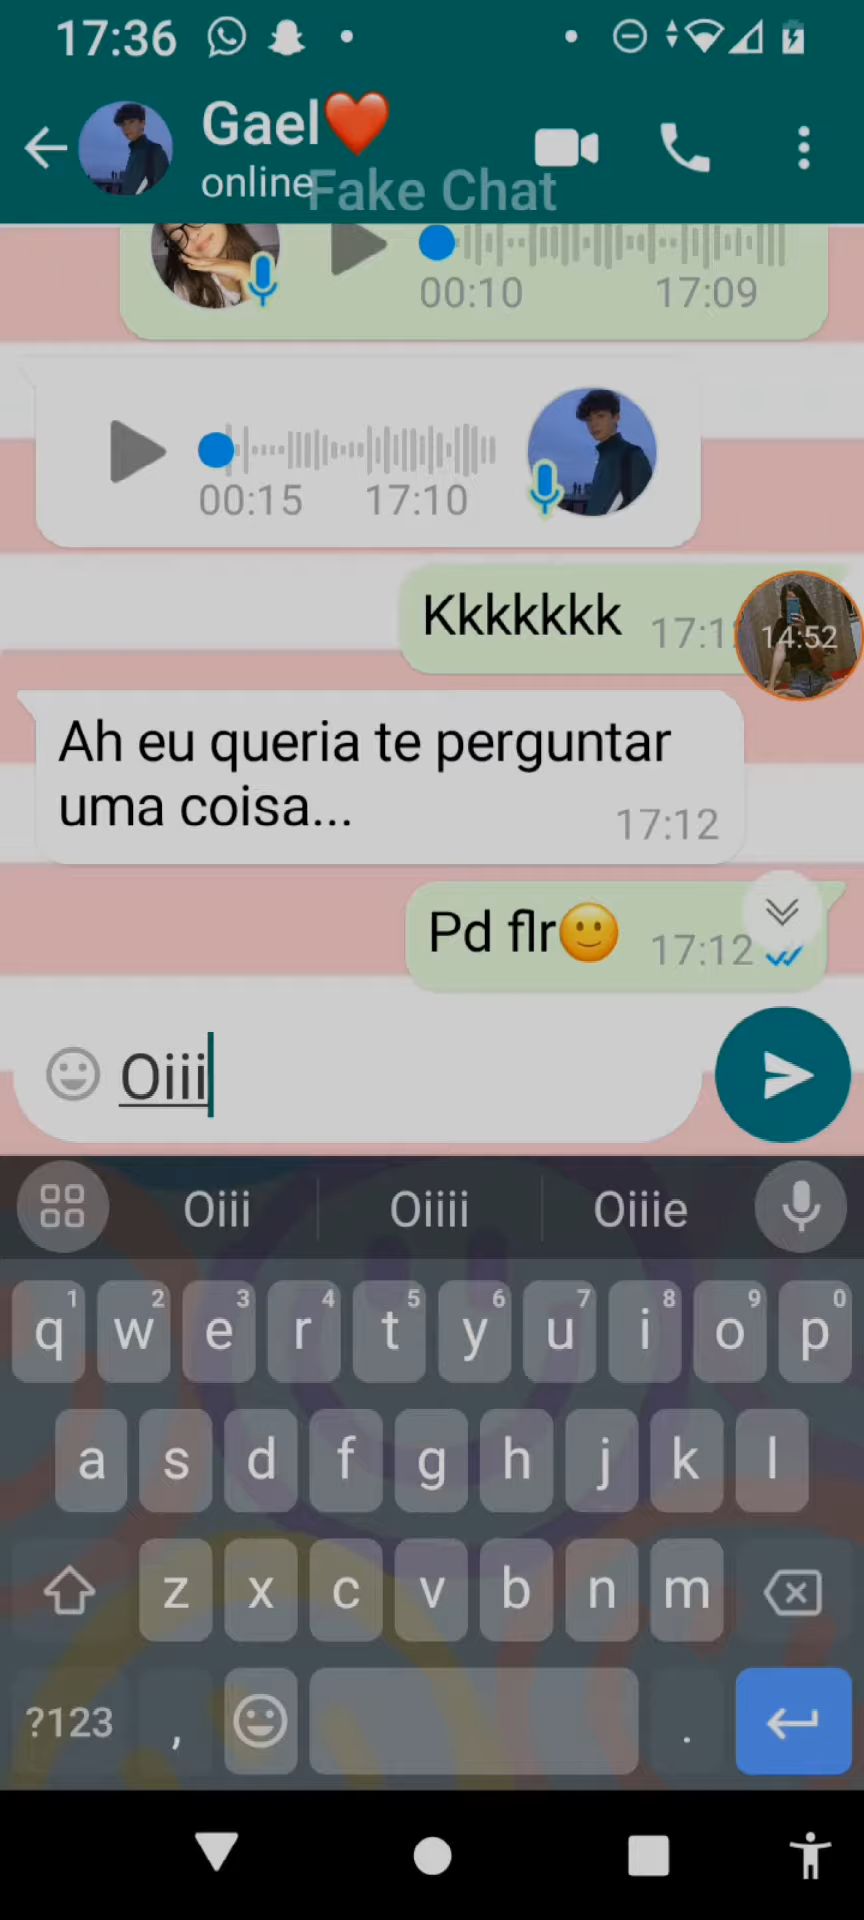 17:36
Gael❤️
online
Fake Chat
00:10 17:09
00:15 17:10
Kkkkkkk
14:52
Ah eu queria te perguntar
uma coisa...
17:12
Pd flr🙂 17:12
Oiii
Oiii Oiiii Oiiie
1 2 3 4 5 6 7 8 9 0
q w e r t y u i o p
a s d f g h j k l
z x c v b n m
?123 , .